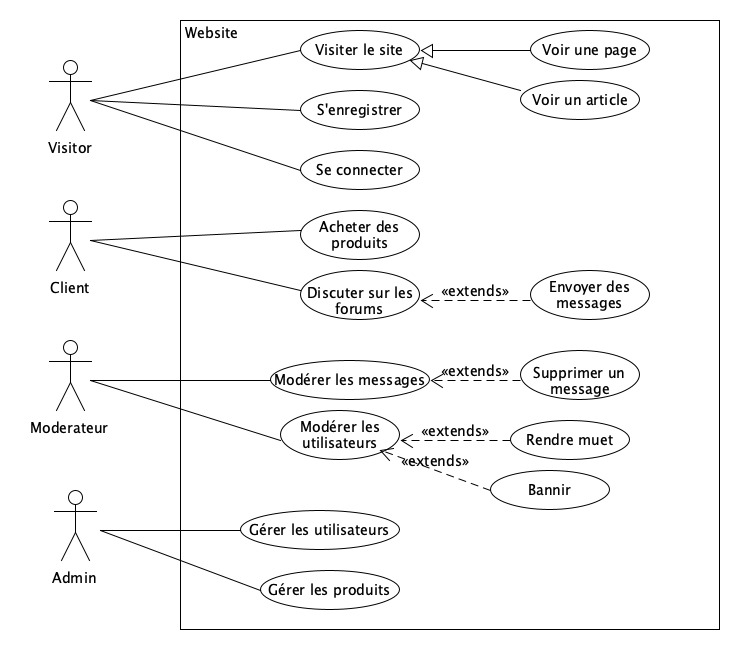 Website
Visiter le site
Voir une page
Voir un article
S'enregistrer
Visitor
Se connecter
Acheter des
produits
Client
Discuter sur les
forums
«extends»
Envoyer des
messages
Modérer les messages
«extends»
Supprimer un
message
Moderateur
Modérer les
utilisateurs
«extends»
Rendre muet
«extends»
Bannir
Gérer les utilisateurs
Admin
Gérer les produits